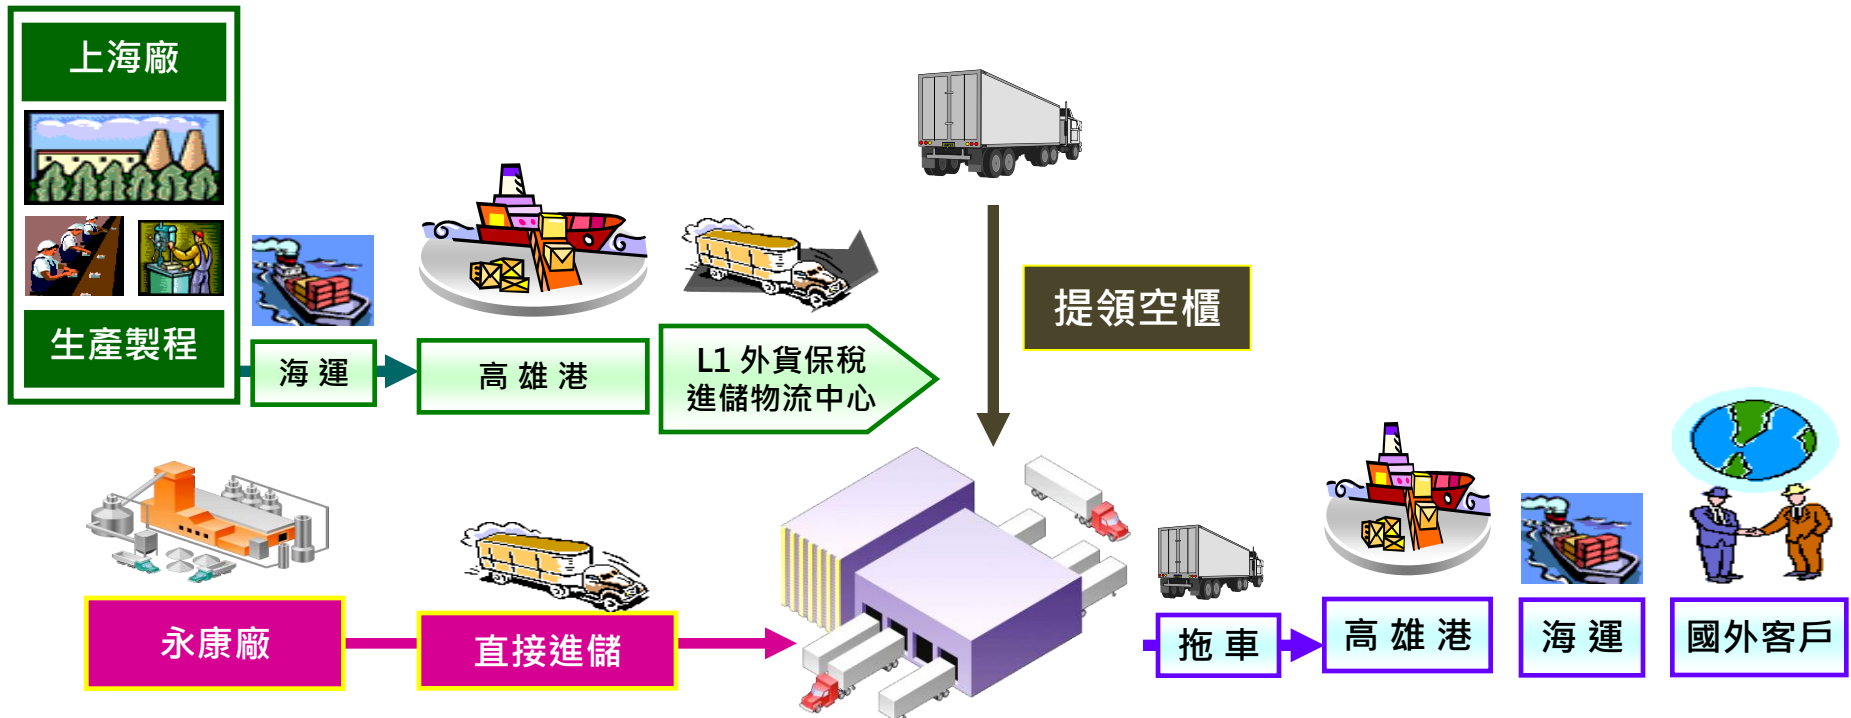 上海廠
生產製程
海運
高雄港
L1 外貨保稅
進儲物流中心
提領空櫃
永康廠
直接進儲
拖車
高雄港
海運
國外客戶